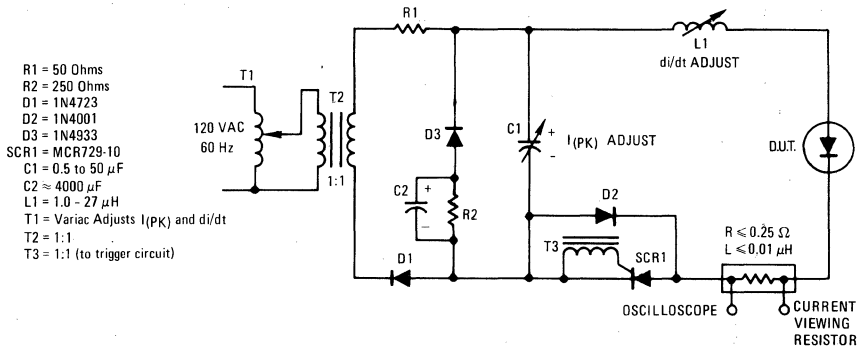 R1 = 50 Ohms
R2 = 250 Ohms
D1 = 1N4723
D2 = 1N4001
D3 = 1N4933
SCR1 = MCR729-10
C1 = 0.5 to 50 μF
C2 ≈ 4000 μF
L1 = 1.0 - 27 μH
T1 = Variac Adjusts I(PK) and di/dt
T2 = 1:1
T3 = 1:1 (to trigger circuit)
T1
120 VAC
60 Hz
T2
1:1
R1
D3
C2
+
–
R2
D1
C1
+
–
I(PK) ADJUST
L1
di/dt ADJUST
D.U.T.
D2
T3
SCR1
R ≤ 0.25 Ω
L ≤ 0.01 μH
OSCILLOSCOPE
CURRENT
VIEWING
RESISTOR